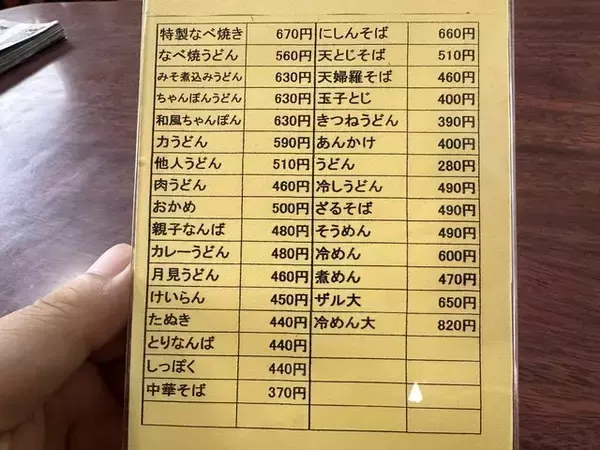 特製なべ焼き 670円 にしんそば 660円
なべ焼うどん 560円 天とじそば 510円
みそ煮込みうどん 630円 天婦羅そば 460円
ちゃんぽんうどん 630円 玉子とじ 400円
和風ちゃんぽん 630円 きつねうどん 390円
力うどん 590円 あんかけ 400円
他人うどん 510円 うどん 280円
肉うどん 460円 冷しうどん 490円
おかめ 500円 ざるそば 490円
親子なんば 480円 そうめん 490円
カレーうどん 480円 冷めん 600円
月見うどん 460円 煮めん 470円
けいらん 450円 ザル大 650円
たぬき 440円 冷めん大 820円
とりなんば 440円
しっぽく 440円
中華そば 370円